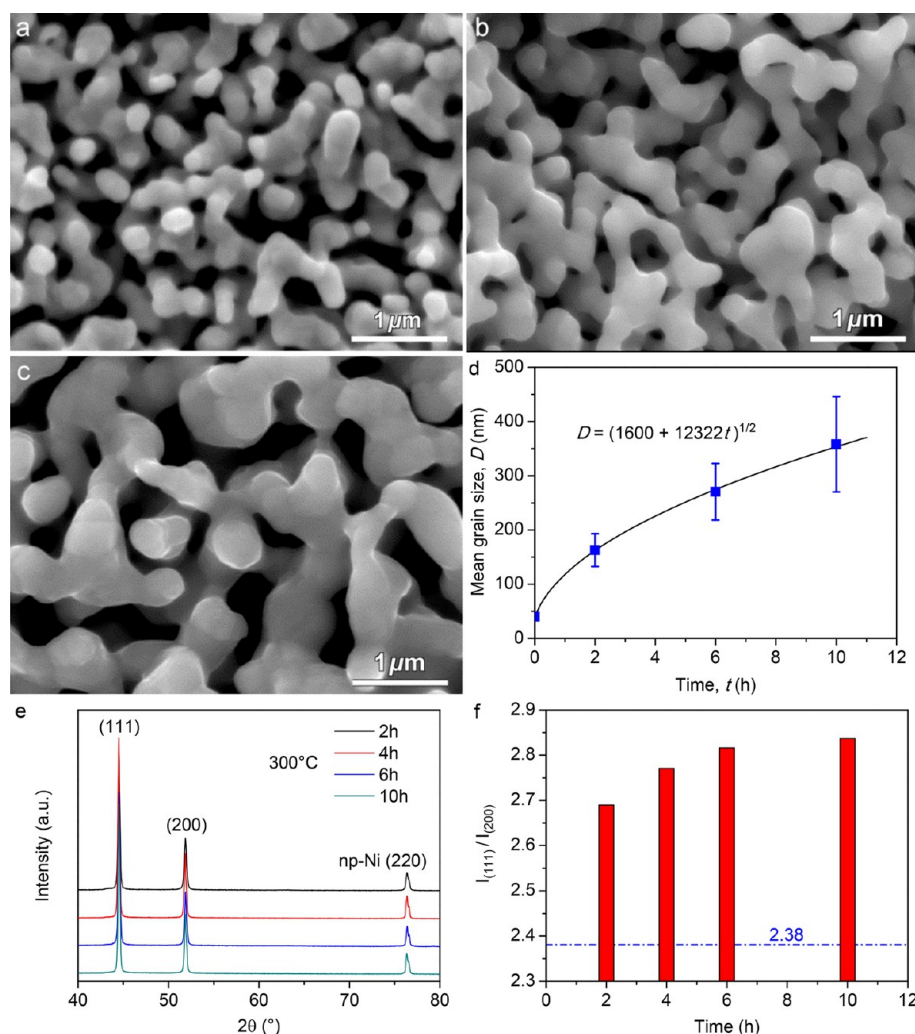 a
b
1 μm
1 μm
c
1 μm
d
500
400
300
200
100
0
Mean grain size, D (nm)
D = (1600 + 12322t)1/2
0 2 4 6 8 10 12
Time, t (h)
e
(111)
300°C
2h
4h
6h
10h
(200)
np-Ni (220)
Intensity (a.u.)
40 50 60 70 80
2θ (°)
f
2.9
2.8
2.7
2.6
2.5
2.4
2.3
I(111) / I(200)
2.38
0 2 4 6 8 10 12
Time (h)